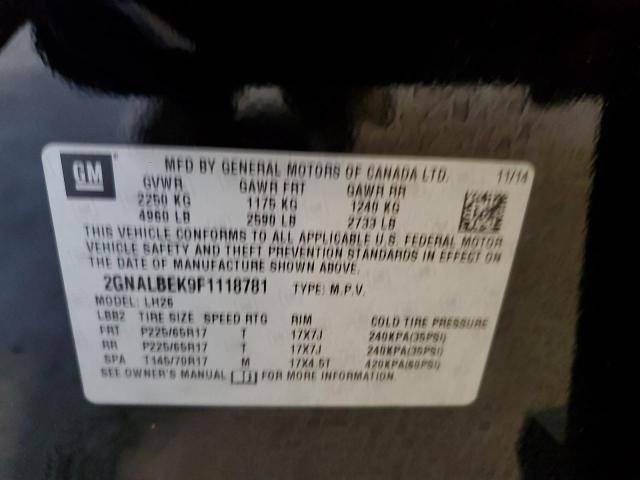 GM
MFD BY GENERAL MOTORS OF CANADA LTD. 11/14
GVWR GAWR FRT GAWR RR
2250 KG 1175 KG 1240 KG
4960 LB 2590 LB 2733 LB
THIS VEHICLE CONFORMS TO ALL APPLICABLE U.S. FEDERAL MOTOR
VEHICLE SAFETY AND THEFT PREVENTION STANDARDS IN EFFECT ON
THE DATE OF MANUFACTURE SHOWN ABOVE.
2GNALBEK9F1118781 TYPE: M.P.V.
MODEL: LH26
LBB2 TIRE SIZE SPEED RTG RIM COLD TIRE PRESSURE
FRT P225/65R17 T 17X7J 240KPA(35PSI)
RR P225/65R17 T 17X7J 240KPA(35PSI)
SPA T145/70R17 M 17X4.5T 420KPA(60PSI)
SEE OWNER'S MANUAL FOR MORE INFORMATION.